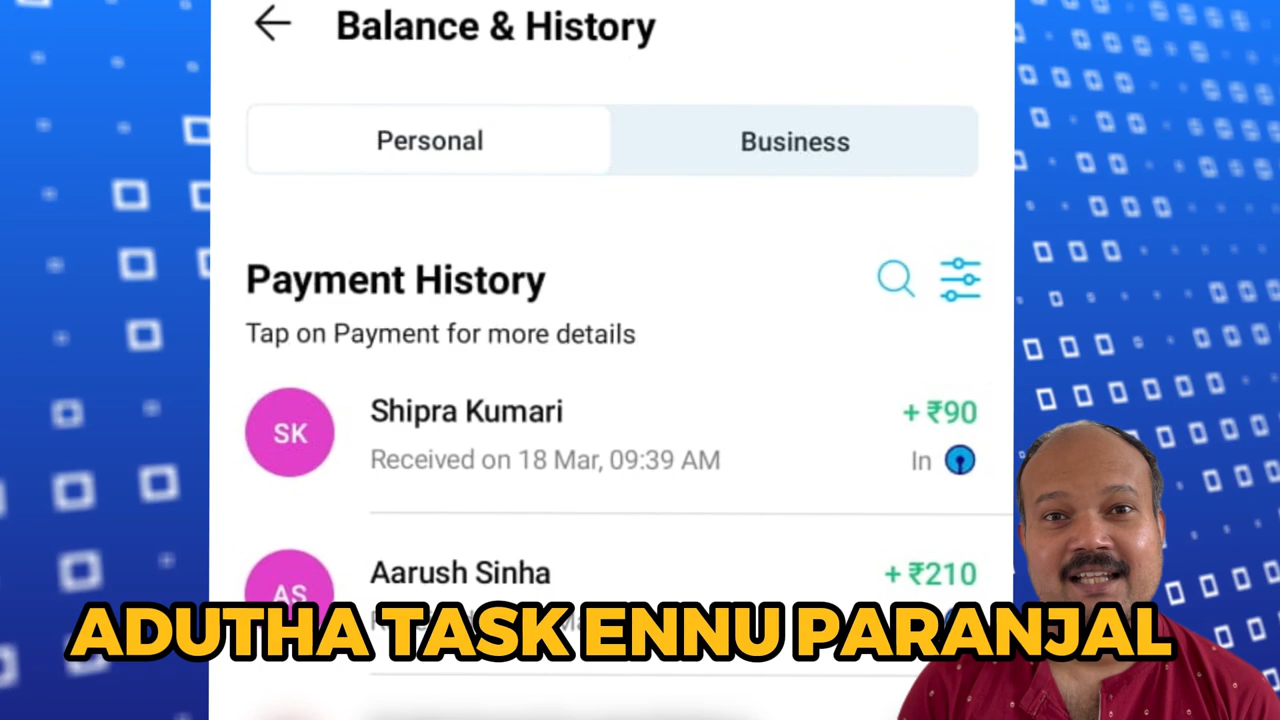 Balance & History
Personal
Business
Payment History
Tap on Payment for more details
SK
Shipra Kumari
+ ₹90
Received on 18 Mar, 09:39 AM
In
AS
Aarush Sinha
+ ₹210
ADUTHA TASK ENNU PARANJAL